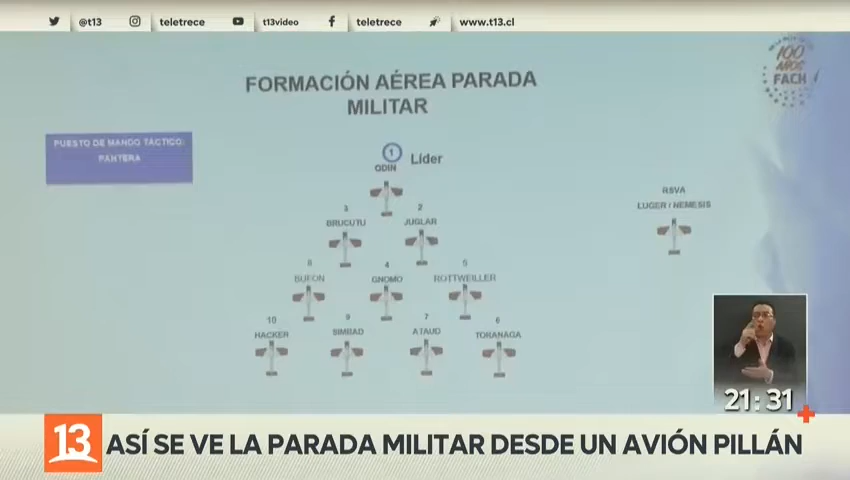 @t13
teletrece
t13video
teletrece
www.t13.cl
100
AÑOS
FACH
FORMACIÓN AÉREA PARADA
MILITAR
PUESTO DE MANDO TÁCTICO:
PANTERA
1
ODIN
Líder
RSVA
LUGER / NEMESIS
3
BRUCUTU
2
JUGLAR
8
BUFON
4
GNOMO
5
ROTTWEILLER
10
HACKER
9
SIMBAD
7
ATAUD
6
TORANAGA
21:31
13
ASÍ SE VE LA PARADA MILITAR DESDE UN AVIÓN PILLÁN